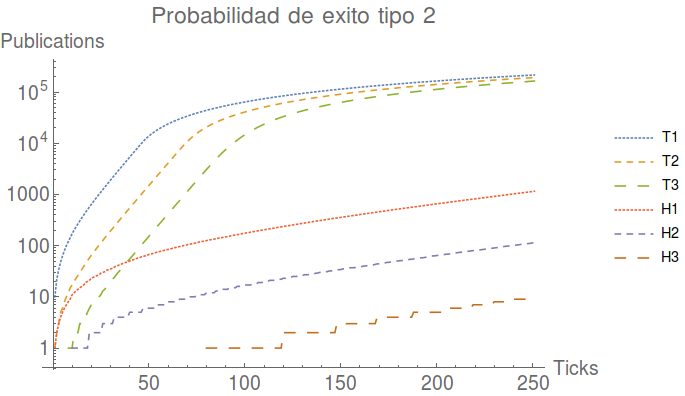 Probabilidad de exito tipo 2
Publications
10^5
10^4
1000
100
10
1
50 100 150 200 250 Ticks
T1
T2
T3
H1
H2
H3